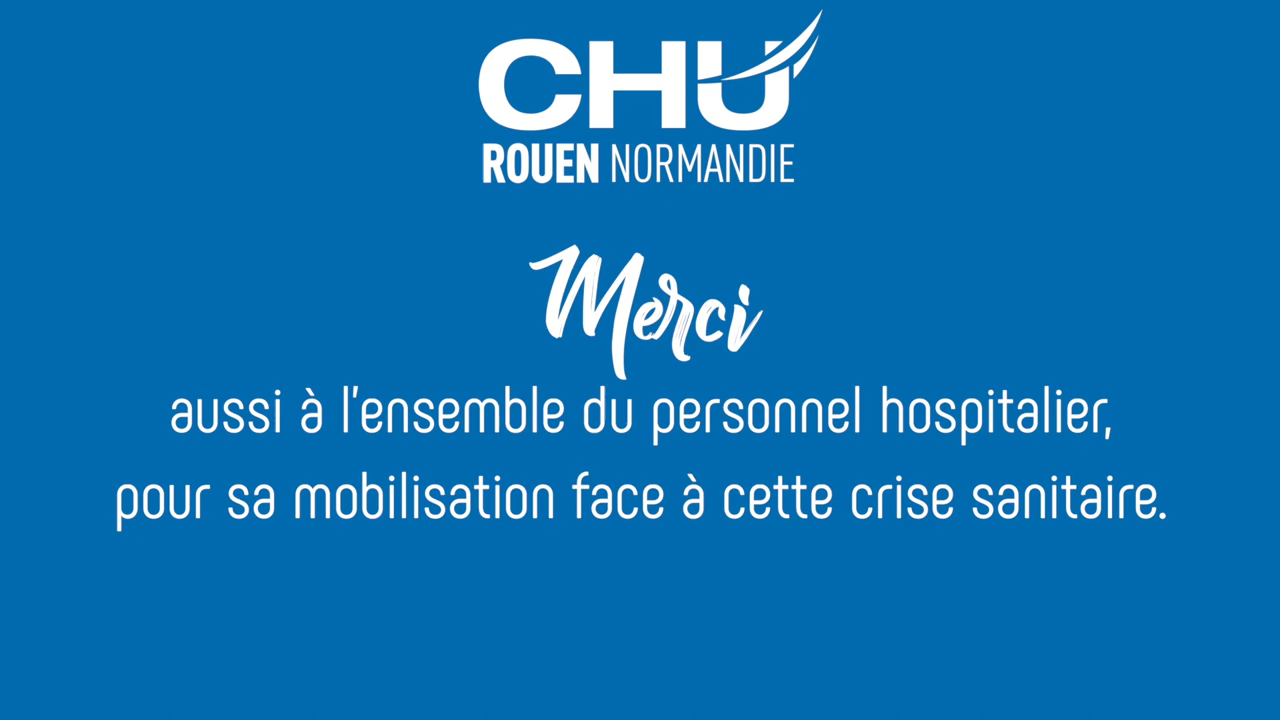 CHU
ROUEN NORMANDIE
Merci
aussi à l'ensemble du personnel hospitalier,
pour sa mobilisation face à cette crise sanitaire.